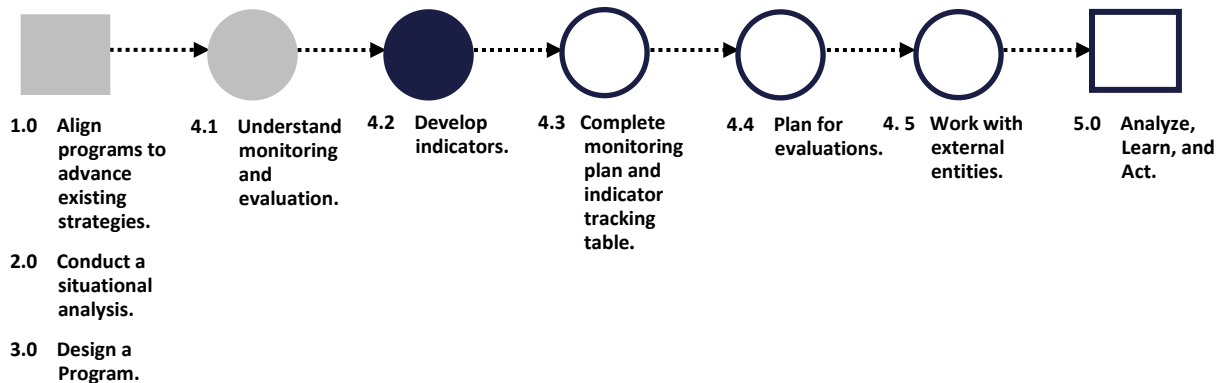 1.0 Align
programs to
advance
existing
strategies.
2.0 Conduct a
situational
analysis.
3.0 Design a
Program.
4.1 Understand
monitoring
and
evaluation.
4.2 Develop
indicators.
4.3 Complete
monitoring
plan and
indicator
tracking
table.
4.4 Plan for
evaluations.
4. 5 Work with
external
entities.
5.0 Analyze,
Learn, and
Act.